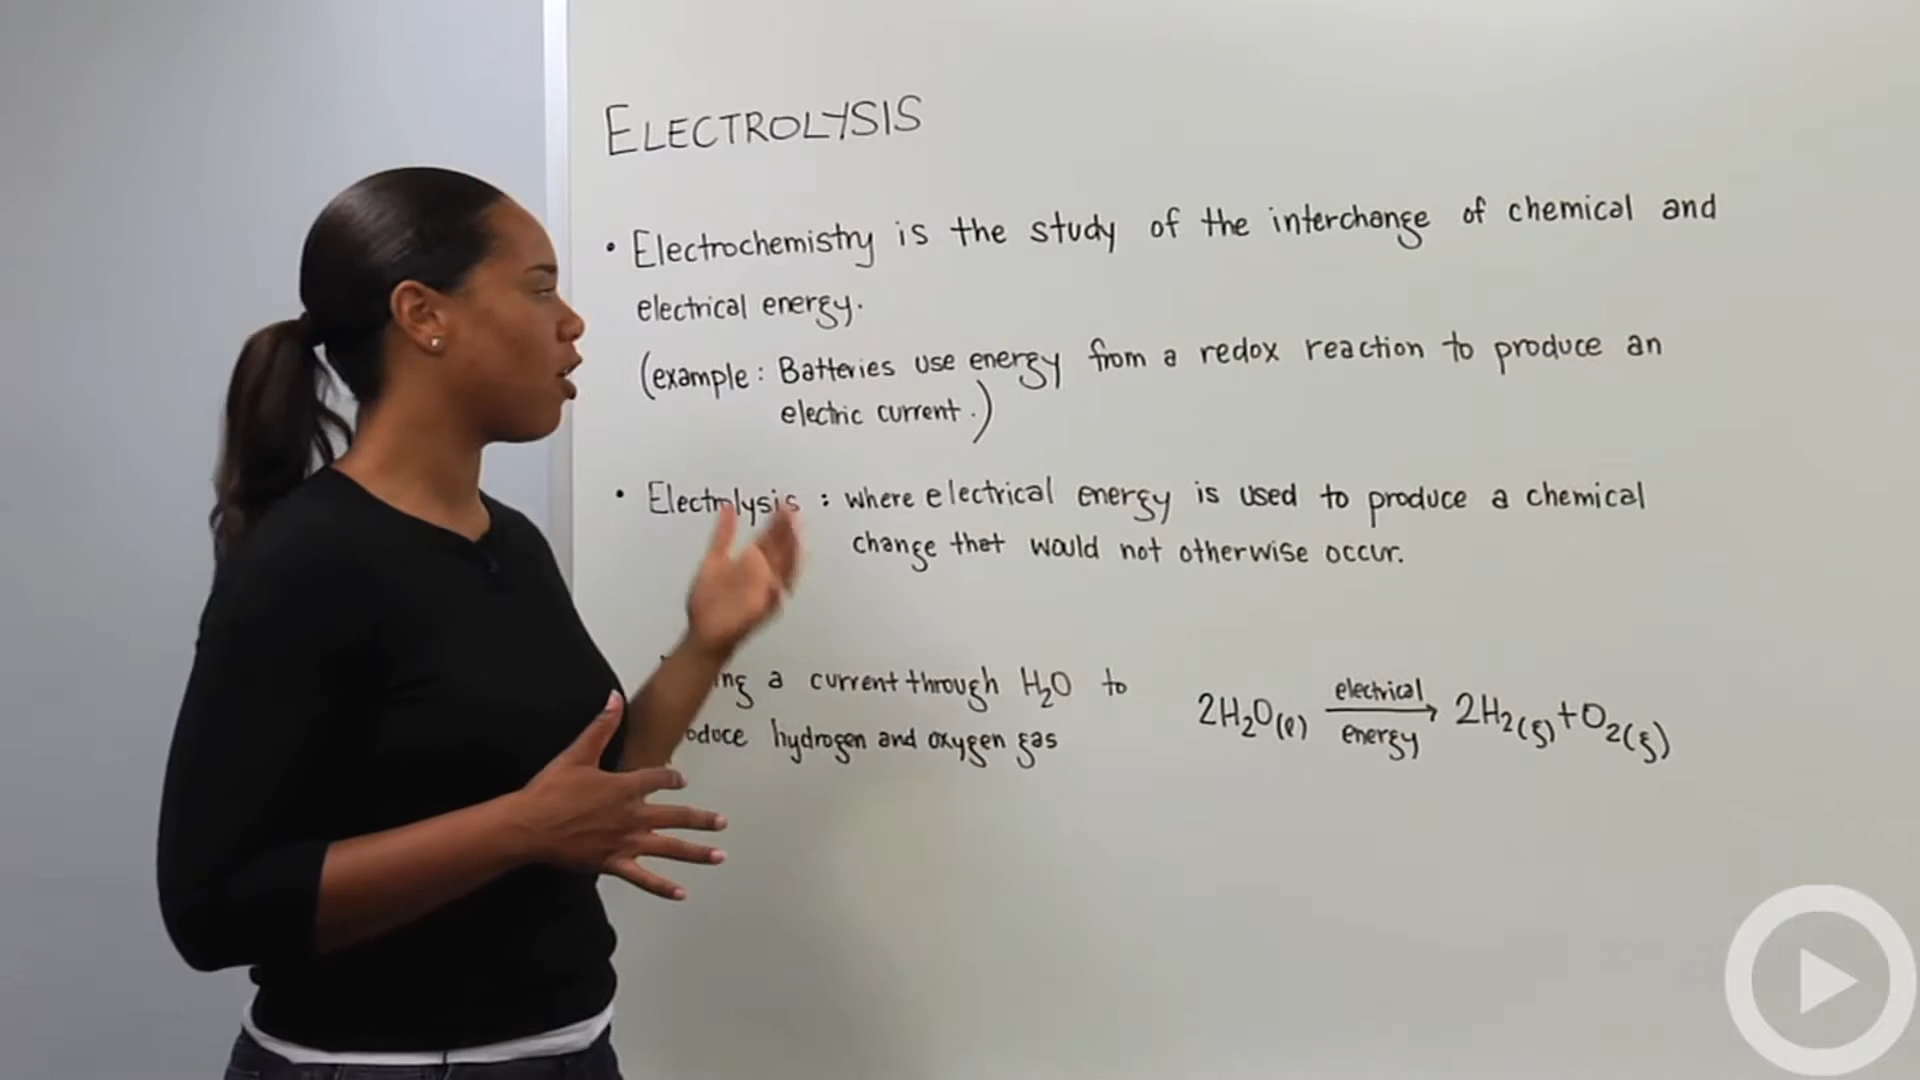 ELECTROLYSIS
• Electrochemistry is the study of the interchange of chemical and
electrical energy.
(example: Batteries use energy from a redox reaction to produce an
electric current.)
• Electrolysis: where electrical energy is used to produce a chemical
change that would not otherwise occur.
a current through H₂O to
hydrogen and oxygen gas
2H₂O(l) electrical energy → 2H₂(g) + O₂(g)